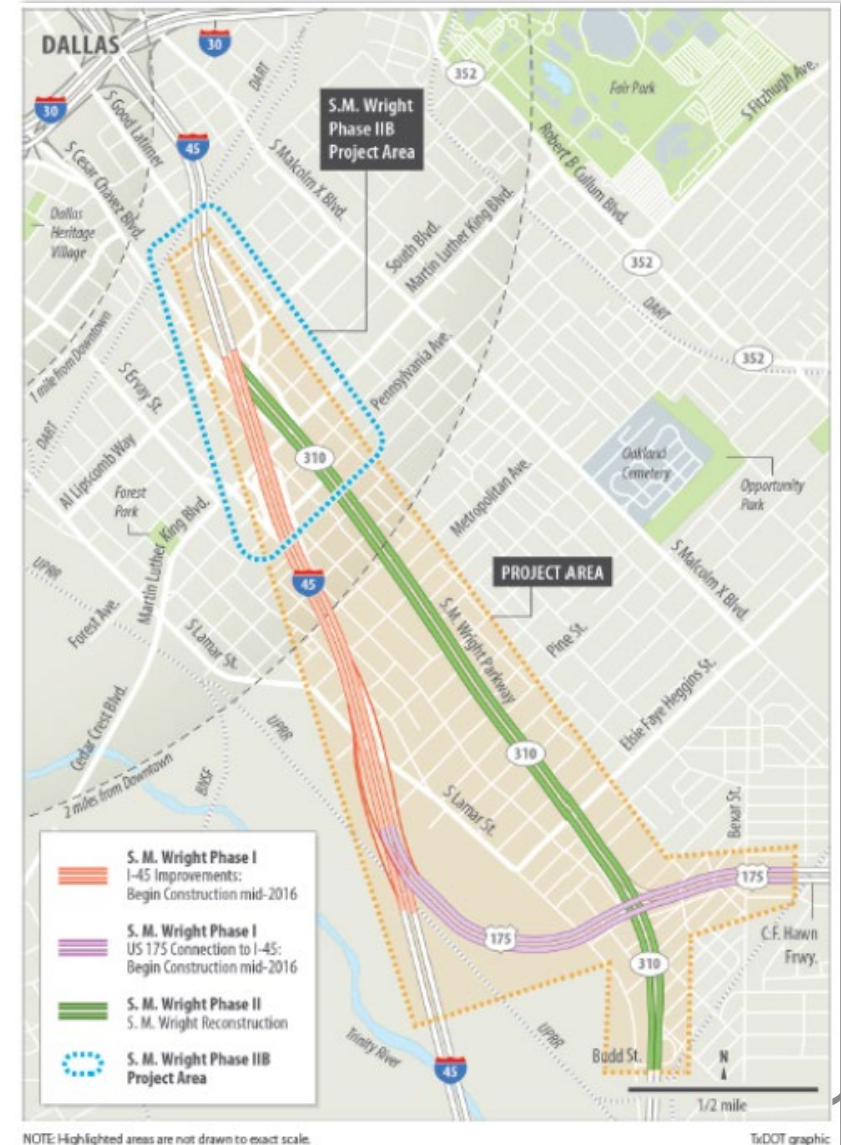 DALLAS
30
352
Fair Park
S Fitzhugh Ave.
DART
30
S Good Latimer
S.M. Wright
Phase IIB
Project Area
45
S Cesar Chavez Blvd.
S Malcolm X Blvd.
Robert B Cullum Blvd.
Dallas
Heritage
Village
South Blvd.
Martin Luther King Blvd.
352
DART
1 mile from Downtown
352
Pennsylvania Ave.
S Ervay St.
DART
310
Al Lipscomb Way
Oakland
Cemetery
Opportunity
Park
Forest
Park
Metropolitan Ave.
Martin Luther King Blvd.
UPRR
45
PROJECT AREA
S Malcolm X Blvd.
Forest Ave.
S.M. Wright Parkway
Pine St.
S Lamar St.
Elsie Faye Heggins St.
Cedar Crest Blvd.
UPRR
310
2 miles from Downtown
BNSF
S Lamar St.
Bexar St.
S. M. Wright Phase I
I-45 Improvements:
Begin Construction mid-2016
175
S. M. Wright Phase I
US 175 Connection to I-45:
Begin Construction mid-2016
175
C.F. Hawn
Frwy.
310
S. M. Wright Phase II
S. M. Wright Reconstruction
Trinity River
UPRR
Budd St.
N
S. M. Wright Phase IIB
Project Area
45
1/2 mile
NOTE: Highlighted areas are not drawn to exact scale.
TxDOT graphic